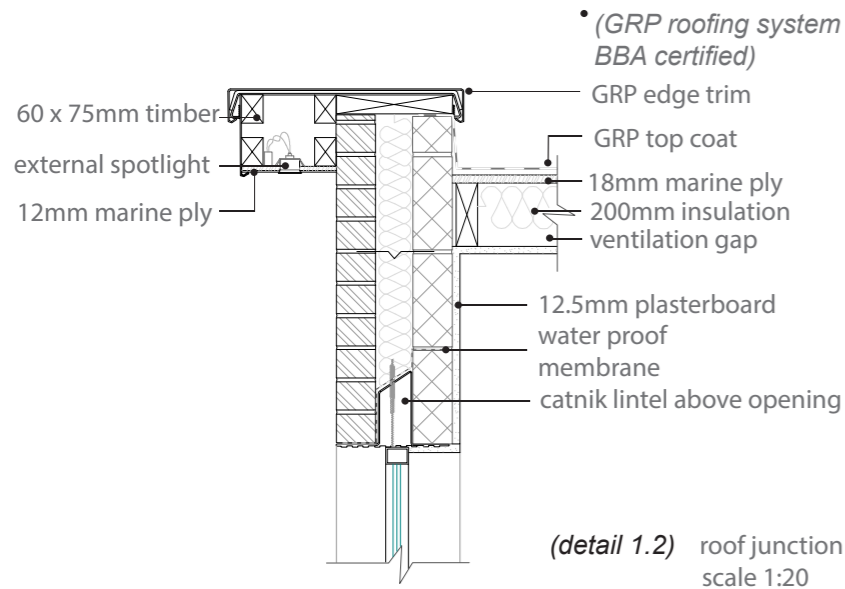 • (GRP roofing system
BBA certified)
GRP edge trim
60 x 75mm timber
GRP top coat
external spotlight
18mm marine ply
12mm marine ply
200mm insulation
ventilation gap
12.5mm plasterboard
water proof
membrane
catnik lintel above opening
(detail 1.2) roof junction
scale 1:20